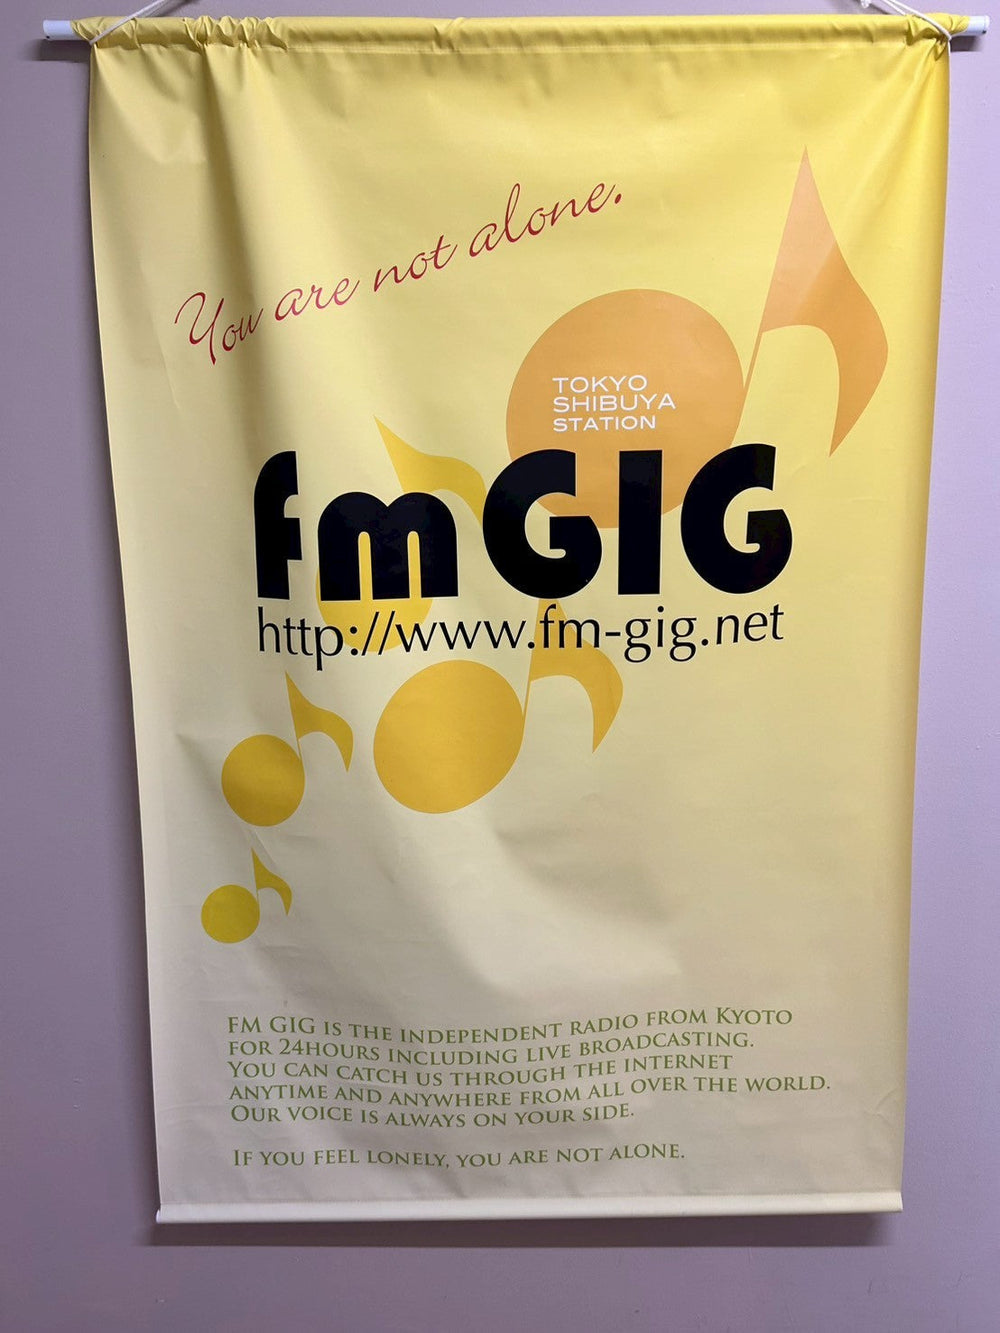 You are not alone.
TOKYO
SHIBUYA
STATION
fmGIG
http://www.fm-gig.net
FM GIG IS THE INDEPENDENT RADIO FROM KYOTO
FOR 24HOURS INCLUDING LIVE BROADCASTING.
YOU CAN CATCH US THROUGH THE INTERNET
ANYTIME AND ANYWHERE FROM ALL OVER THE WORLD.
OUR VOICE IS ALWAYS ON YOUR SIDE.
IF YOU FEEL LONELY, YOU ARE NOT ALONE.